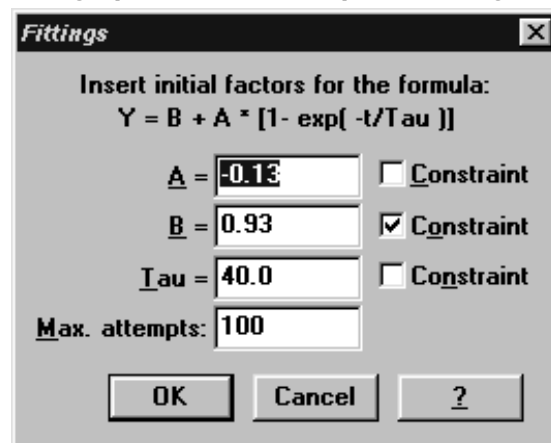 Fittings
Insert initial factors for the formula:
Y = B + A * [1- exp( -t/Tau )]
A = -0.13 Constraint
B = 0.93 Constraint
Tau = 40.0 Constraint
Max. attempts: 100
OK Cancel ?